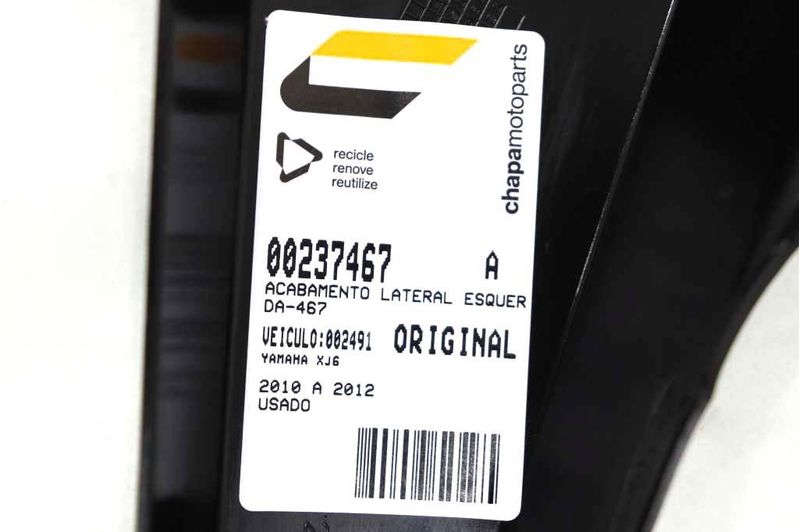 chapamotoparts
recicle
renove
reutilize
00237467 A
ACABAMENTO LATERAL ESQUER
DA-467
VEICULO:002491 ORIGINAL
YAMAHA XJ6
2010 A 2012
USADO